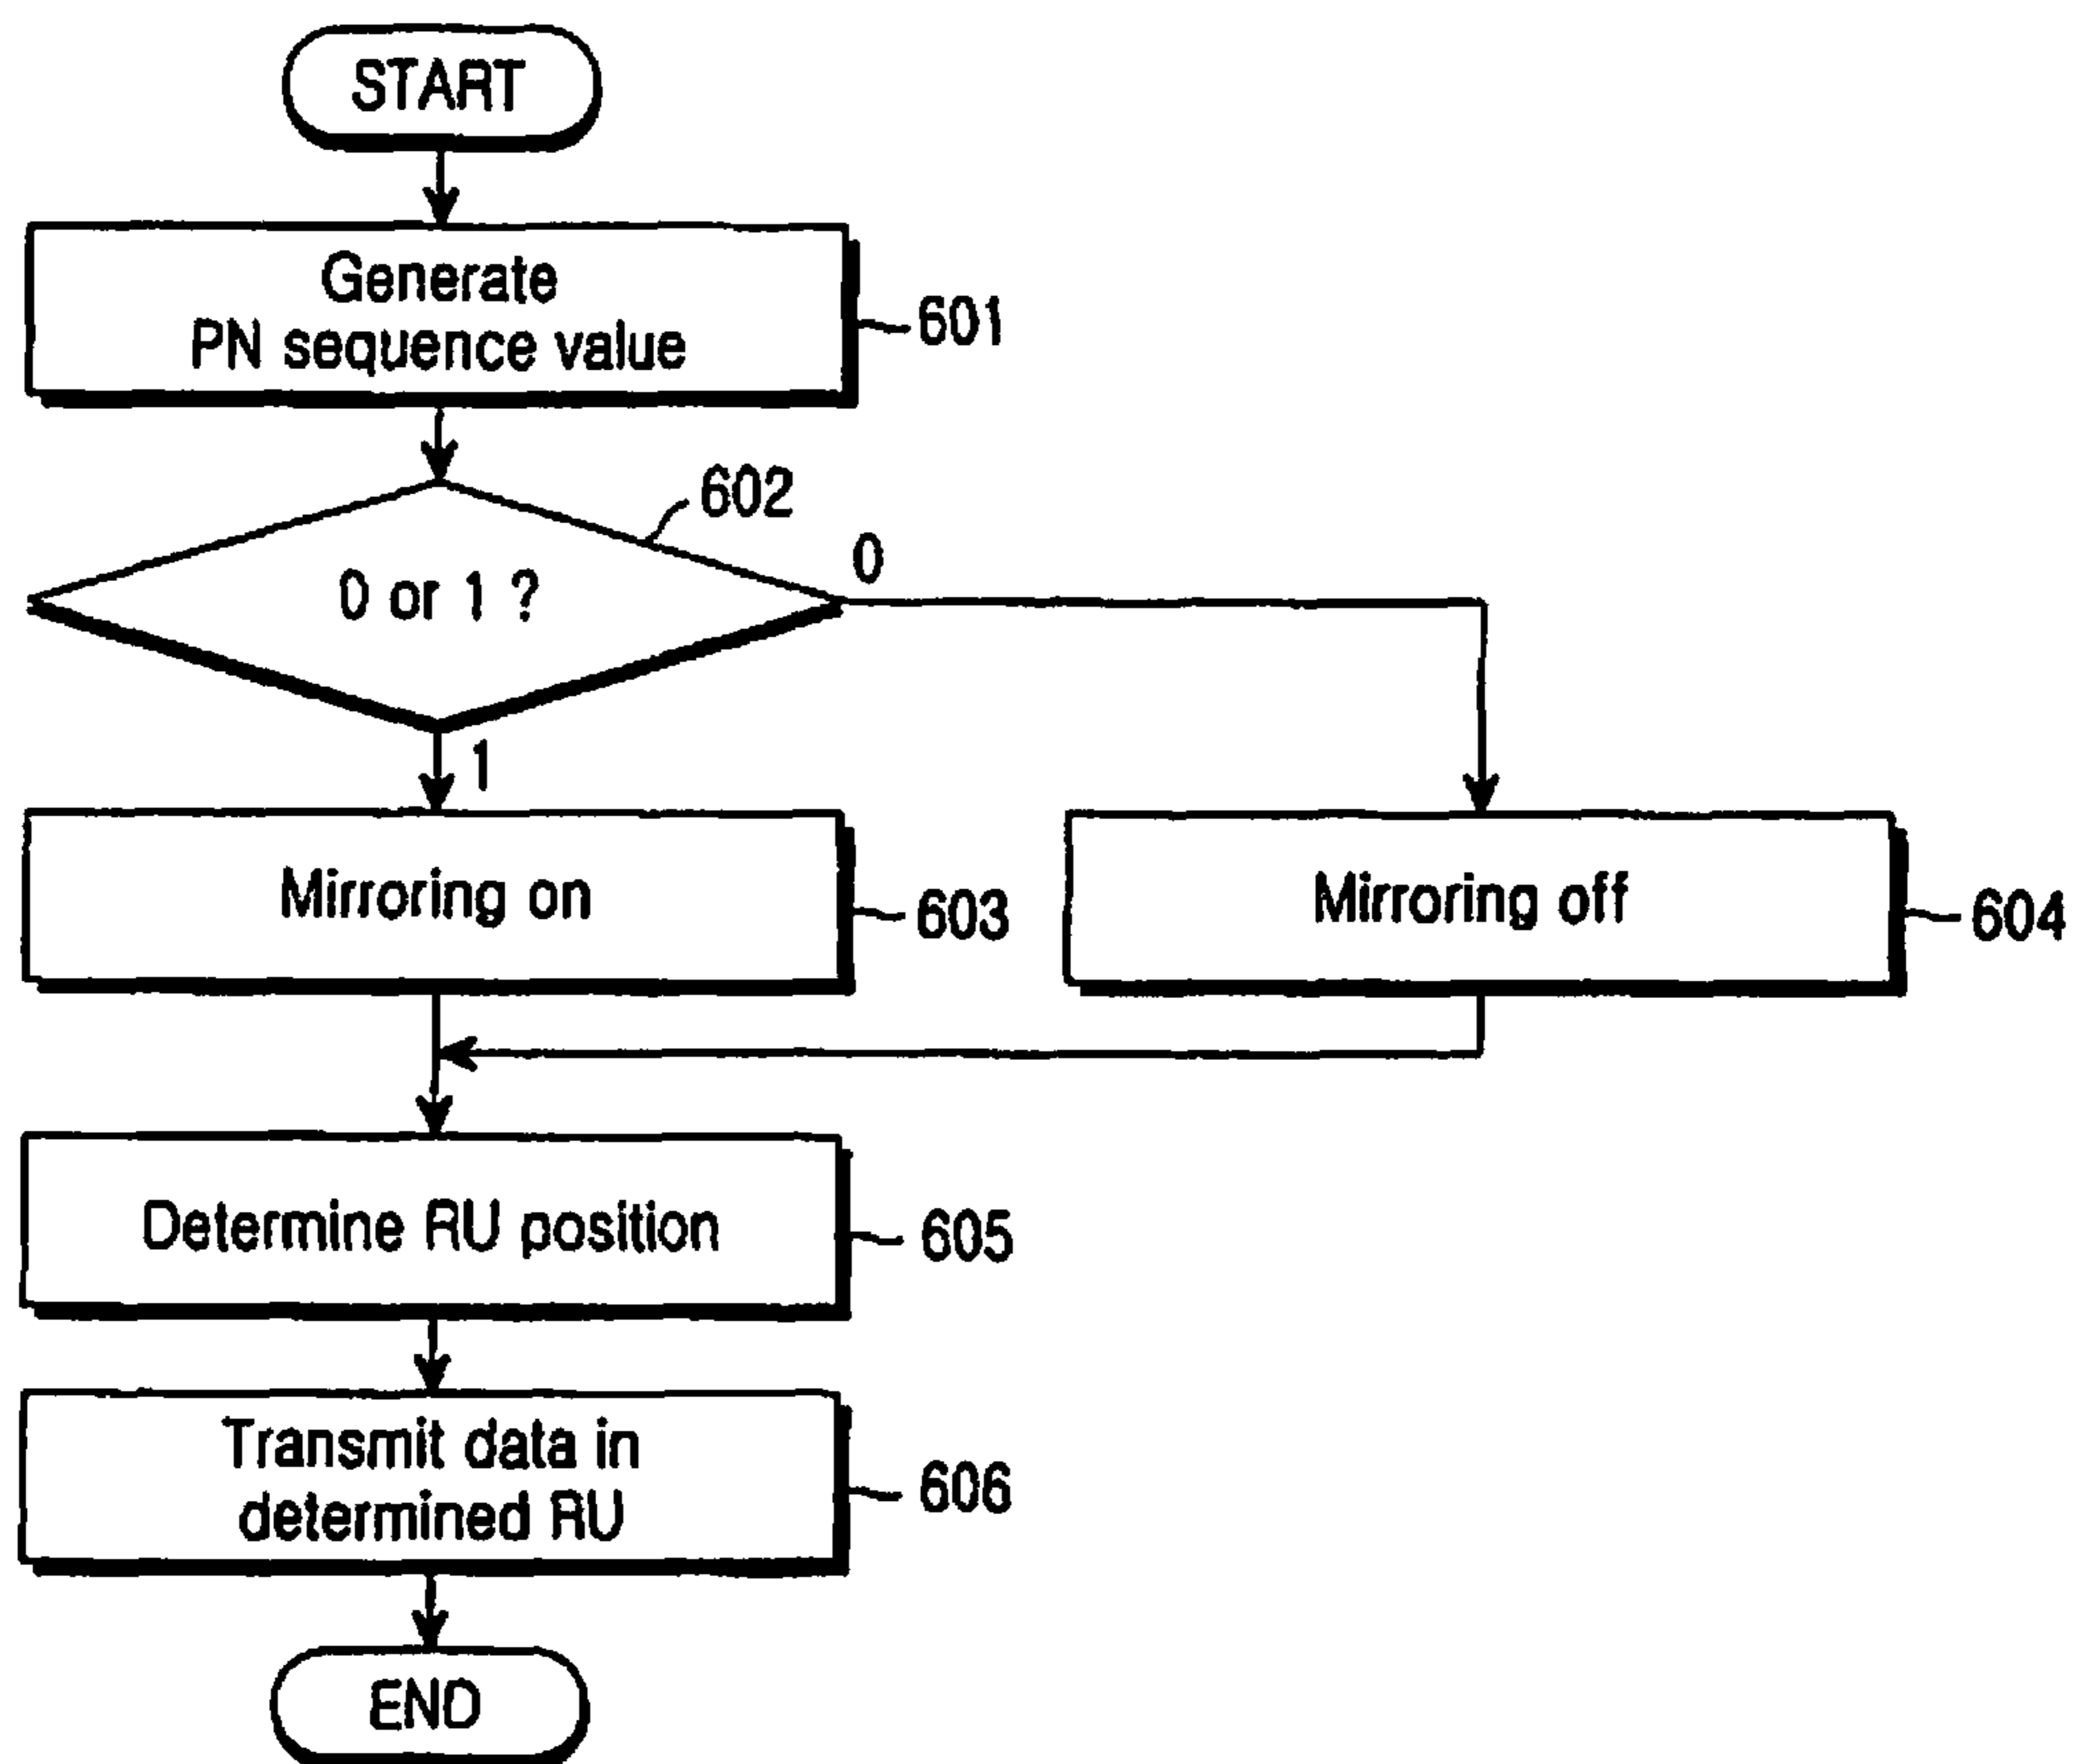 START
Generate
PN sequence value
601
602
0 or 1 ?
0
1
Mirroring on
603
Mirroring off
604
Determine RU position
605
Transmit data in
determined RU
606
END